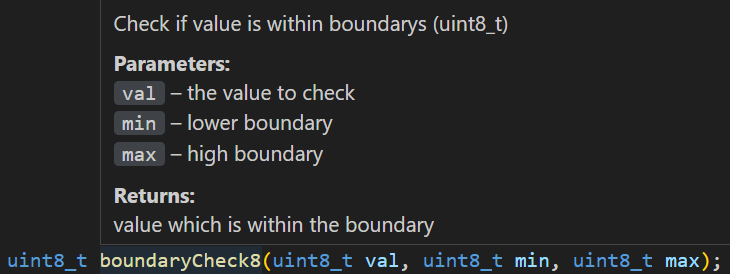 Check if value is within boundarys (uint8_t)
Parameters:
val – the value to check
min – lower boundary
max – high boundary
Returns:
value which is within the boundary
uint8_t boundaryCheck8(uint8_t val, uint8_t min, uint8_t max);